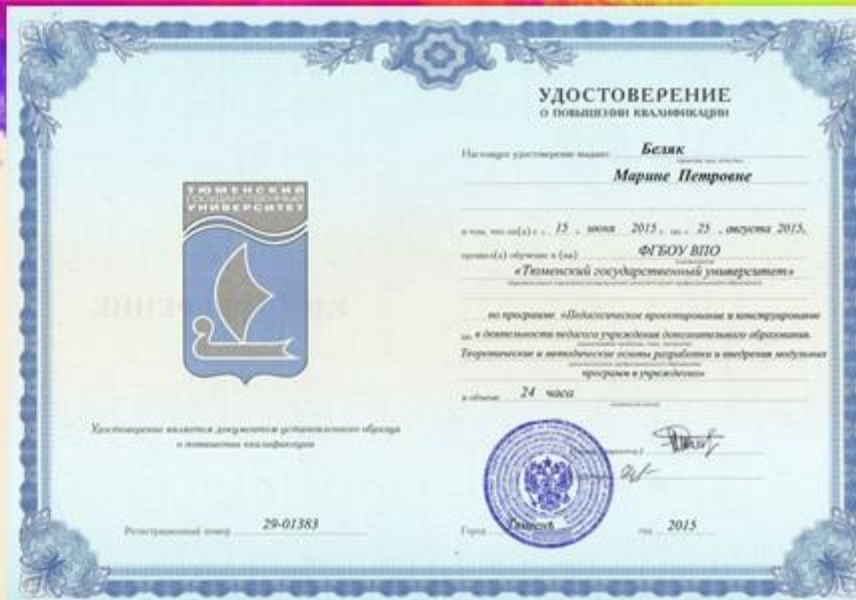 ТЮМЕНСКИЙ
ГОСУДАРСТВЕННЫЙ
УНИВЕРСИТЕТ
Удостоверение является документом установленного образца
о повышении квалификации
Регистрационный номер 29-01383
УДОСТОВЕРЕНИЕ
О ПОВЫШЕНИИ КВАЛИФИКАЦИИ
Настоящее удостоверение выдано Беляк
Марине Петровне
в том, что он(а) с « 15 » июня 2015 г. по « 25 » августа 2015,
прошел(а) обучение в (на) ФГБОУ ВПО
«Тюменский государственный университет»
по программе «Педагогическое проектирование и конструирование
в деятельности педагога учреждения дополнительного образования.
Теоретические и методические основы разработки и внедрения модульных
программ в учреждении»
в объеме 24 часа
Город Тюмень год 2015